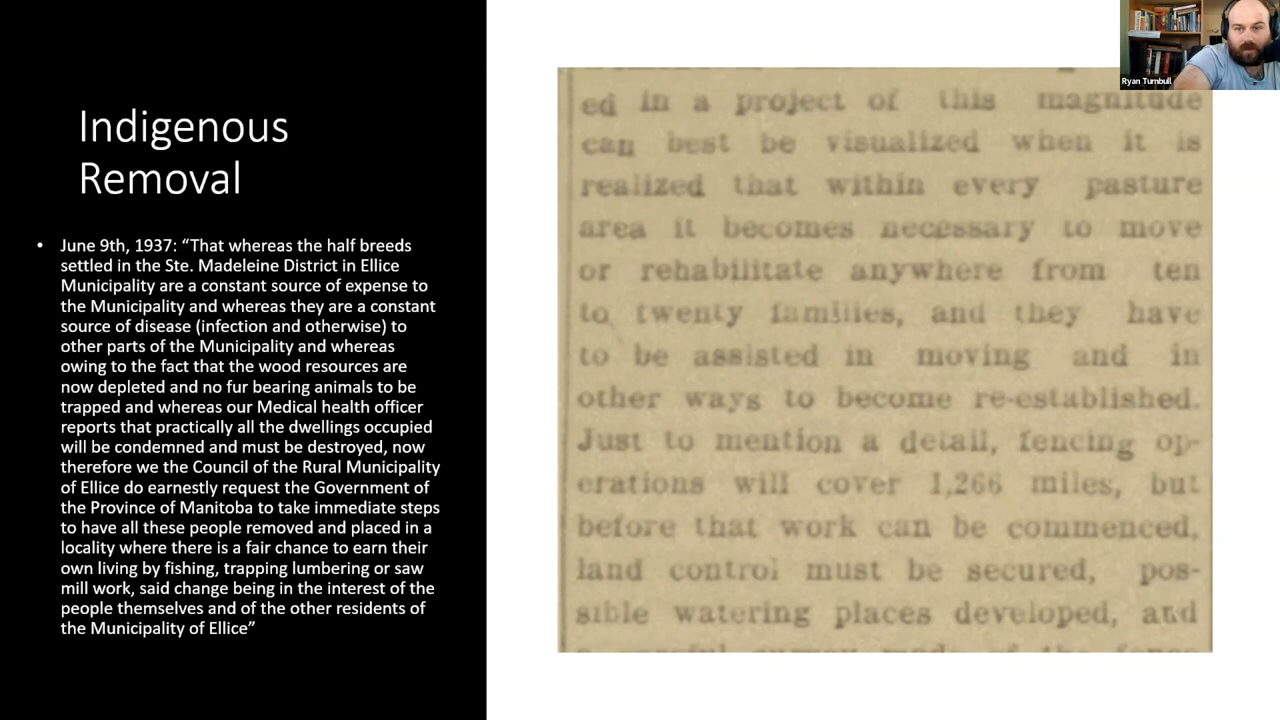 Indigenous
Removal
• June 9th, 1937: “That whereas the half breeds
settled in the Ste. Madeleine District in Ellice
Municipality are a constant source of expense to
the Municipality and whereas they are a constant
source of disease (infection and otherwise) to
other parts of the Municipality and whereas
owing to the fact that the wood resources are
now depleted and no fur bearing animals to be
trapped and whereas our Medical health officer
reports that practically all the dwellings occupied
will be condemned and must be destroyed, now
therefore we the Council of the Rural Municipality
of Ellice do earnestly request the Government of
the Province of Manitoba to take immediate steps
to have all these people removed and placed in a
locality where there is a fair chance to earn their
own living by fishing, trapping lumbering or saw
mill work, said change being in the interest of the
people themselves and of the other residents of
the Municipality of Ellice”
ed in a project of this magnitude
can best be visualized when it is
realized that within every pasture
area it becomes necessary to move
or rehabilitate anywhere from ten
to twenty families, and they have
to be assisted in moving and in
other ways to become re-established.
Just to mention a detail, fencing op-
erations will cover 1,266 miles, but
before that work can be commenced,
land control must be secured, pos-
sible watering places developed, and
Ryan Turnbull